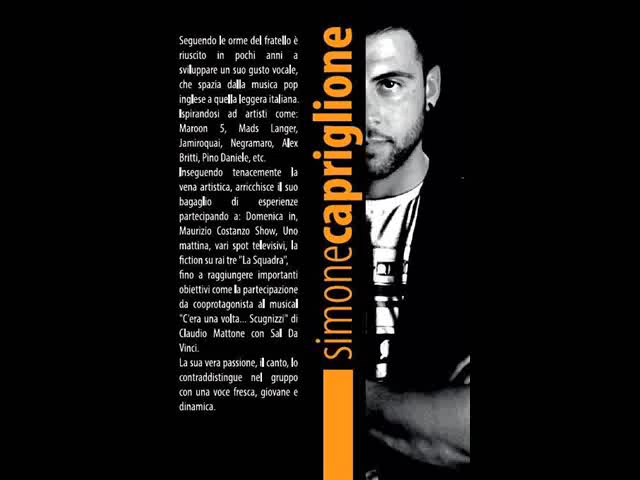 Seguendo le orme del fratello è
riuscito in pochi anni a
sviluppare un suo gusto vocale,
che spazia dalla musica pop
inglese a quella leggera italiana.
Ispirandosi ad artisti come:
Maroon 5, Mads Langer,
Jamiroquai, Negramaro, Alex
Britti, Pino Daniele, etc.
Inseguendo tenacemente la
vena artistica, arricchisce il suo
bagaglio di esperienze
partecipando a: Domenica in,
Maurizio Costanzo Show, Uno
mattina, vari spot televisivi, la
fiction su rai tre "La Squadra",
fino a raggiungere importanti
obiettivi come la partecipazione
da cooprotagonista al musical
"C'era una volta... Scugnizzi" di
Claudio Mattone con Sal Da
Vinci.
La sua vera passione, il canto, lo
contraddistingue nel gruppo
con una voce fresca, giovane e
dinamica.
simonecapriglione